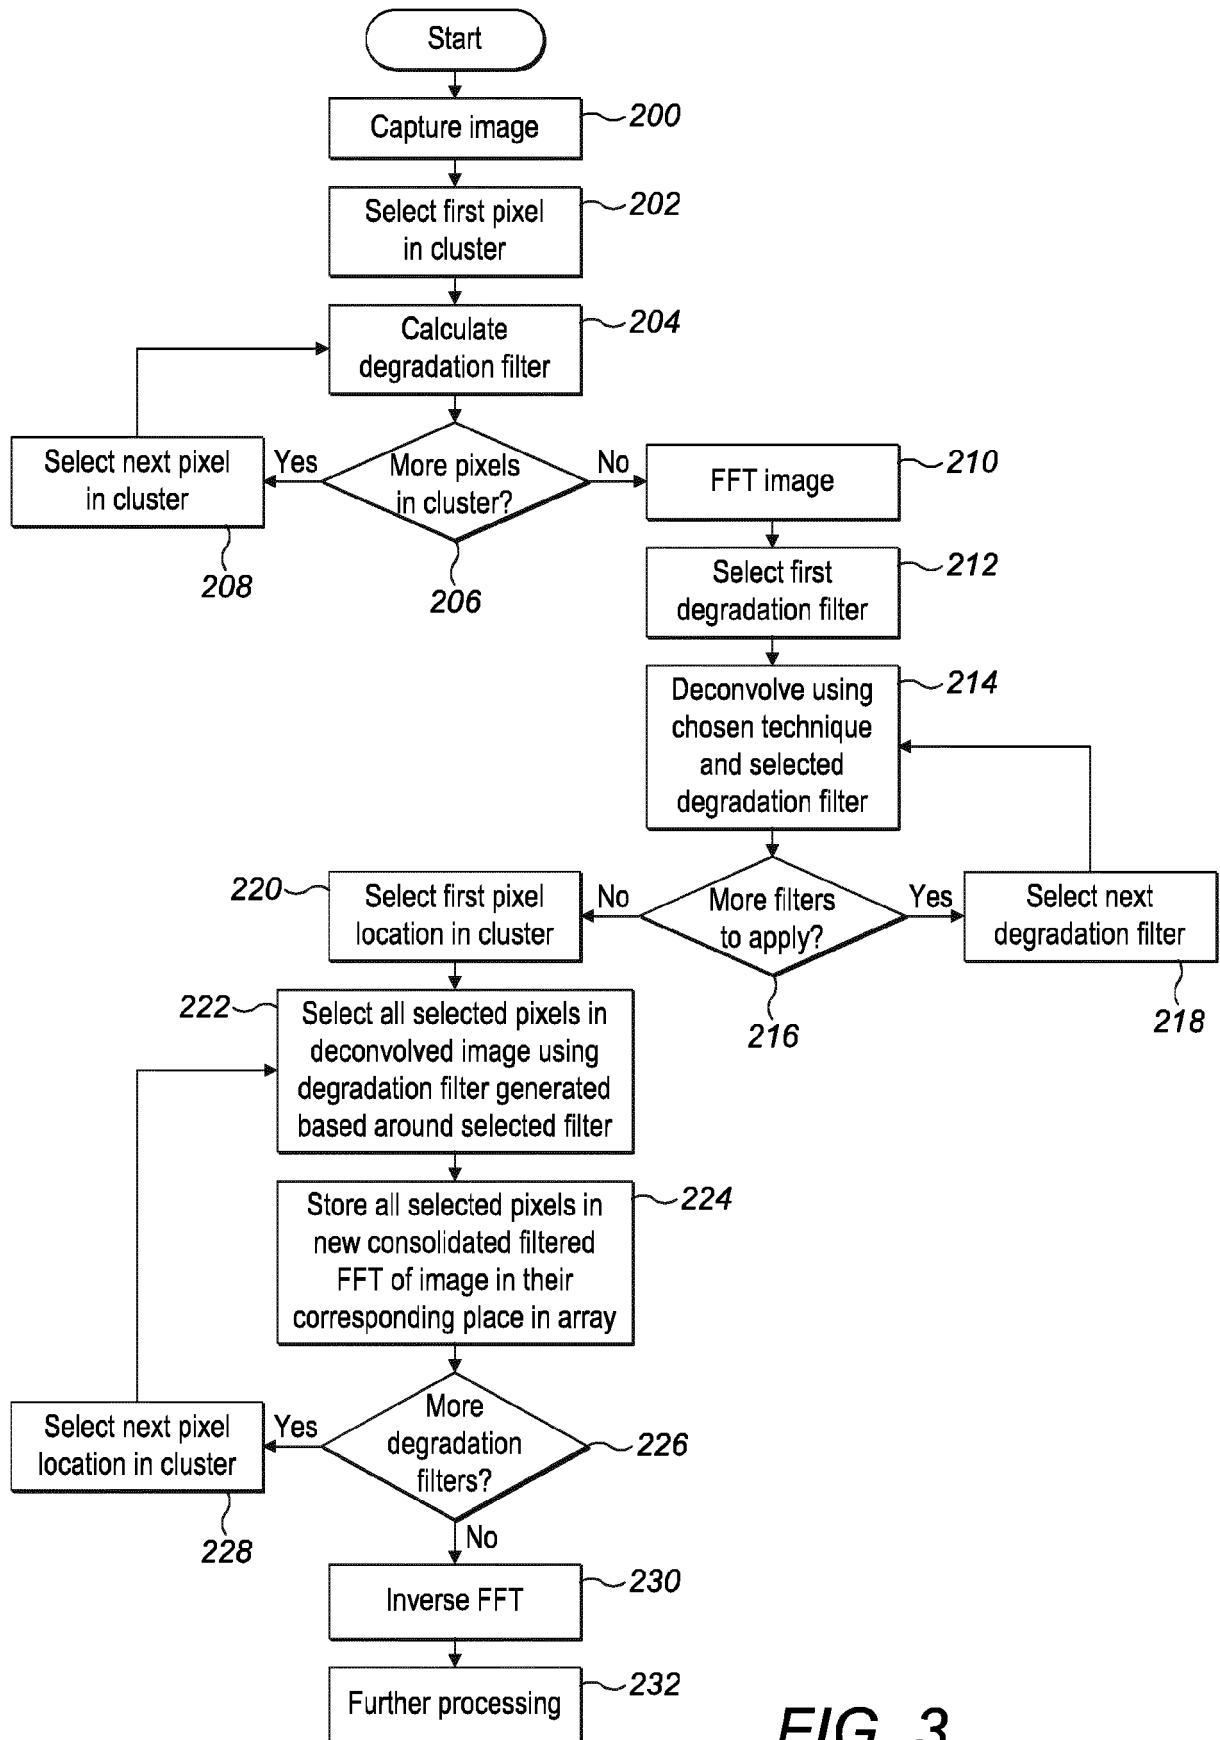 Start
Capture image
200
Select first pixel
in cluster
202
Calculate
degradation filter
204
More pixels
in cluster?
206
Yes
Select next pixel
in cluster
208
No
FFT image
210
Select first
degradation filter
212
Deconvolve using
chosen technique
and selected
degradation filter
214
More filters
to apply?
216
Yes
Select next
degradation filter
218
No
Select first pixel
location in cluster
220
Select all selected pixels in
deconvolved image using
degradation filter generated
based around selected filter
222
Store all selected pixels in
new consolidated filtered
FFT of image in their
corresponding place in array
224
More
degradation
filters?
226
Yes
Select next pixel
location in cluster
228
No
Inverse FFT
230
Further processing
232
FIG. 3